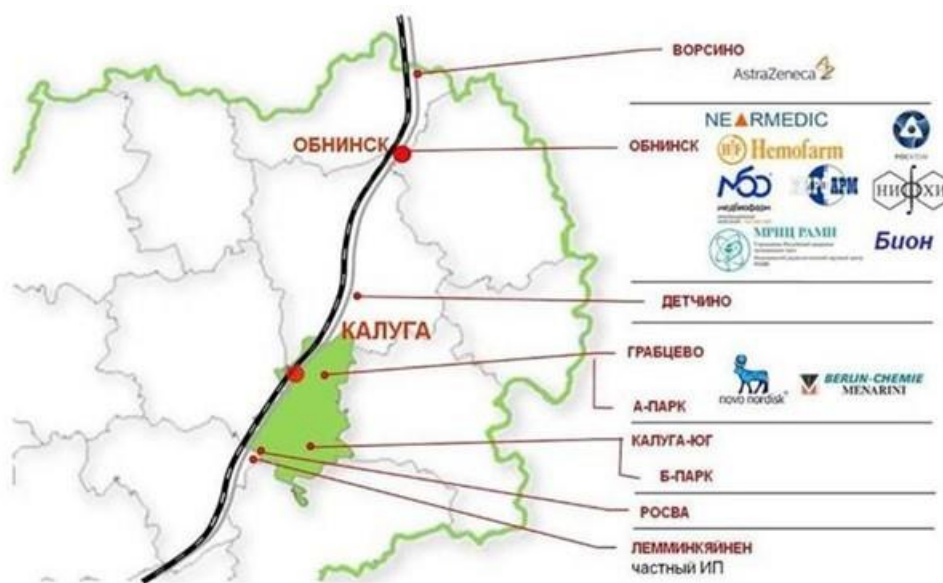 ВОРСИНО
AstraZeneca
ОБНИНСК
ОБНИНСК
NEARMEDIC
Hemofarm
РОСАТОМ
медбиофарм
НИФХИ
МРНЦ РАМН
Бион
ДЕТЧИНО
КАЛУГА
ГРАБЦЕВО
novo nordisk
BERLIN-CHEMIE
MENARINI
А-ПАРК
КАЛУГА-ЮГ
Б-ПАРК
РОСВА
ЛЕММИНКЯЙНЕН
частный ИП